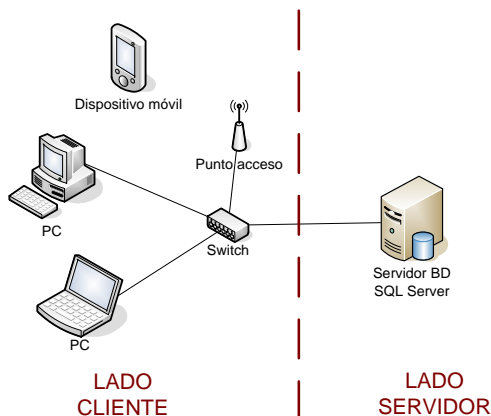 Dispositivo móvil
Punto acceso
PC
Switch
Servidor BD
SQL Server
PC
LADO
CLIENTE
LADO
SERVIDOR